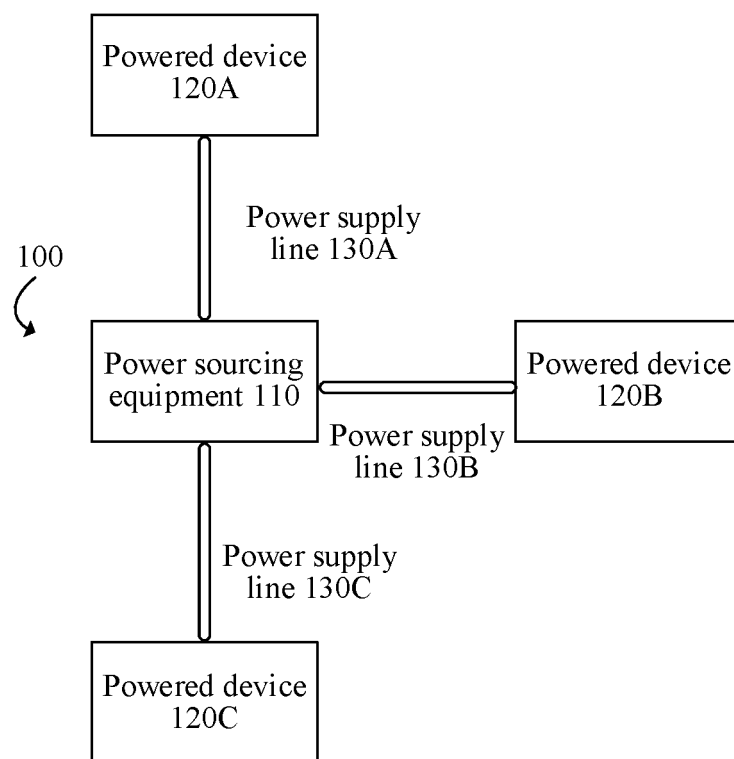 Powered device
120A
Power supply
line 130A
100
Power sourcing
equipment 110
Powered device
120B
Power supply
line 130B
Power supply
line 130C
Powered device
120C